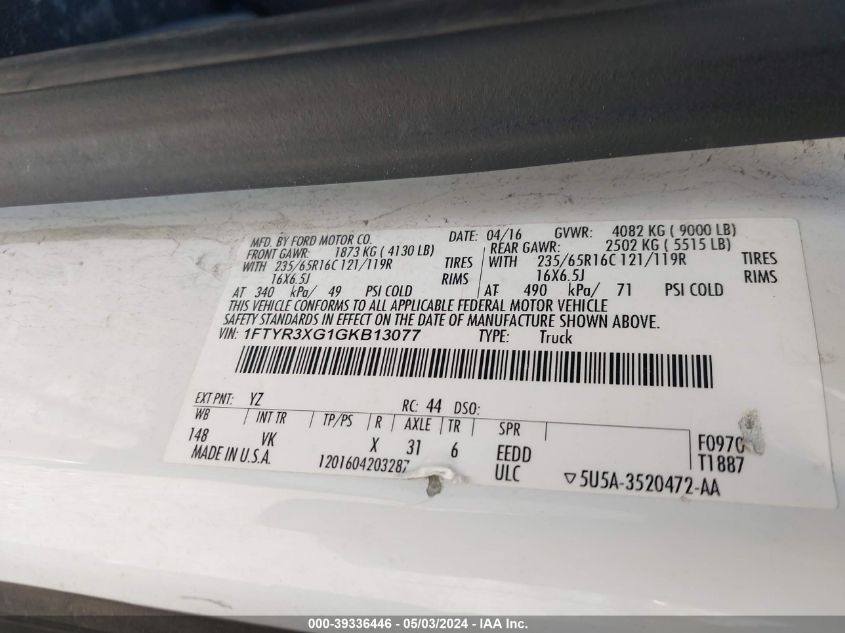 MFD. BY FORD MOTOR CO. DATE: 04/16 GVWR: 4082 KG ( 9000 LB)
FRONT GAWR: 1873 KG ( 4130 LB) REAR GAWR: 2502 KG ( 5515 LB)
WITH 235/65R16C 121/119R TIRES WITH 235/65R16C 121/119R TIRES
16X6.5J RIMS 16X6.5J RIMS
AT 340 kPa/ 49 PSI COLD AT 490 kPa/ 71 PSI COLD
THIS VEHICLE CONFORMS TO ALL APPLICABLE FEDERAL MOTOR VEHICLE
SAFETY STANDARDS IN EFFECT ON THE DATE OF MANUFACTURE SHOWN ABOVE.
VIN: 1FTYR3XG1GKB13077 TYPE: Truck
EXT PNT: YZ RC: 44 DSO:
WB INT TR TP/PS R AXLE TR SPR
148 VK X 31 6 EEDD F0970
MADE IN U.S.A. 1201604203287 ULC T1887
▽5U5A-3520472-AA
000-39336446 - 05/03/2024 - IAA Inc.